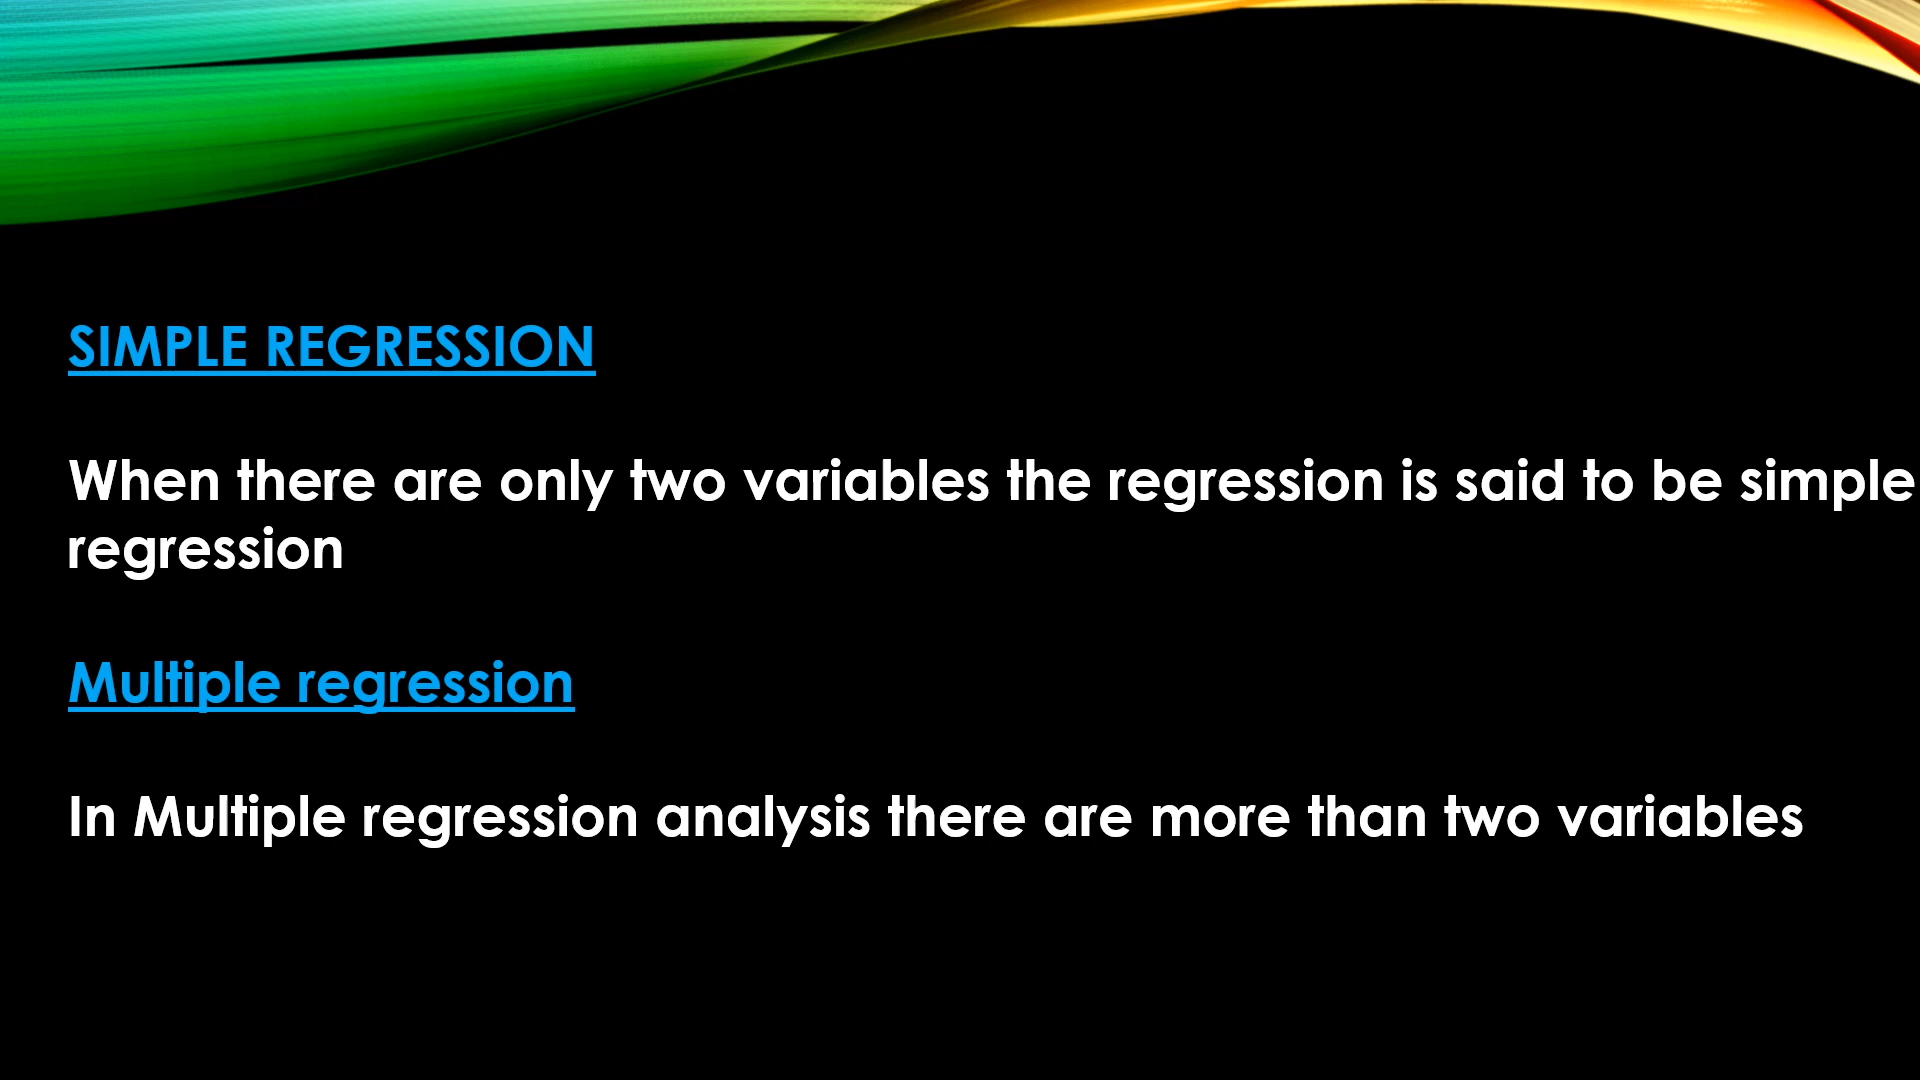 SIMPLE REGRESSION
When there are only two variables the regression is said to be simple
regression
Multiple regression
In Multiple regression analysis there are more than two variables